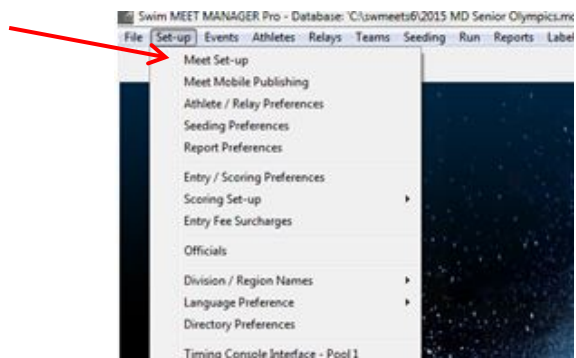 Swim MEET MANAGER Pro - Database: 'C:\swmeets6\2015 MD Senior Olympics.md
File Set-up Events Athletes Relays Teams Seeding Run Reports Label
Meet Set-up
Meet Mobile Publishing
Athlete / Relay Preferences
Seeding Preferences
Report Preferences
Entry / Scoring Preferences
Scoring Set-up
Entry Fee Surcharges
Officials
Division / Region Names
Language Preference
Directory Preferences
Timing Console Interface - Pool 1